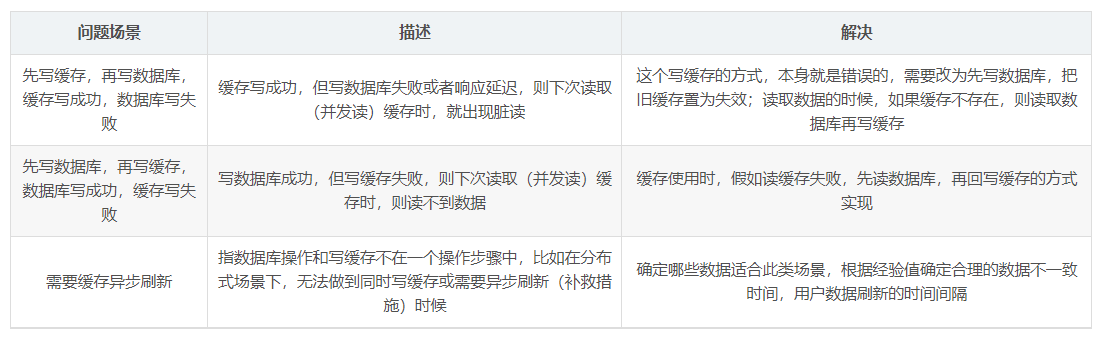 问题场景
描述
解决
先写缓存，再写数据库，
缓存写成功，数据库写失
败
缓存写成功，但写数据库失败或者响应延迟，则下次读取
（并发读）缓存时，就出现脏读
这个写缓存的方式，本身就是错误的，需要改为先写数据库，把
旧缓存置为失效；读取数据的时候，如果缓存不存在，则读取数
据库再写缓存
先写数据库，再写缓存，
数据库写成功，缓存写失
败
写数据库成功，但写缓存失败，则下次读取（并发读）缓
存时，则读不到数据
缓存使用时，假如读缓存失败，先读数据库，再回写缓存的方式
实现
需要缓存异步刷新
指数据库操作和写缓存不在一个操作步骤中，比如在分布
式场景下，无法做到同时写缓存或需要异步刷新（补救措
施）时候
确定哪些数据适合此类场景，根据经验值确定合理的数据不一致
时间，用户数据刷新的时间间隔